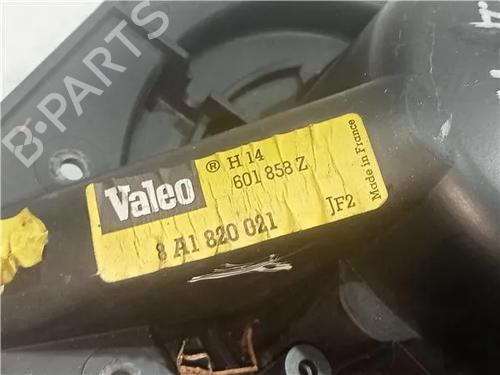 B-PARTS
Valeo ® H 14
601 858 Z
8 A1 820 021
JF2
Made in France